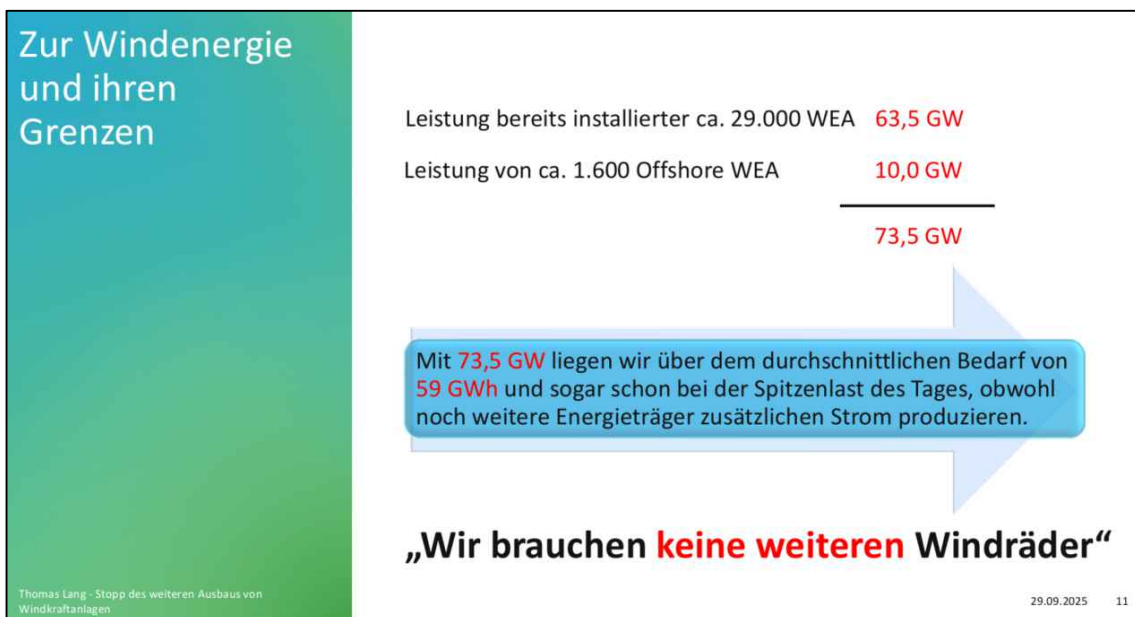 Zur Windenergie
und ihren
Grenzen
Leistung bereits installierter ca. 29.000 WEA 63,5 GW
Leistung von ca. 1.600 Offshore WEA 10,0 GW
73,5 GW
Mit 73,5 GW liegen wir über dem durchschnittlichen Bedarf von
59 GWh und sogar schon bei der Spitzenlast des Tages, obwohl
noch weitere Energieträger zusätzlichen Strom produzieren.
„Wir brauchen keine weiteren Windräder“
Thomas Lang - Stopp des weiteren Ausbaus von
Windkraftanlagen
29.09.2025 11